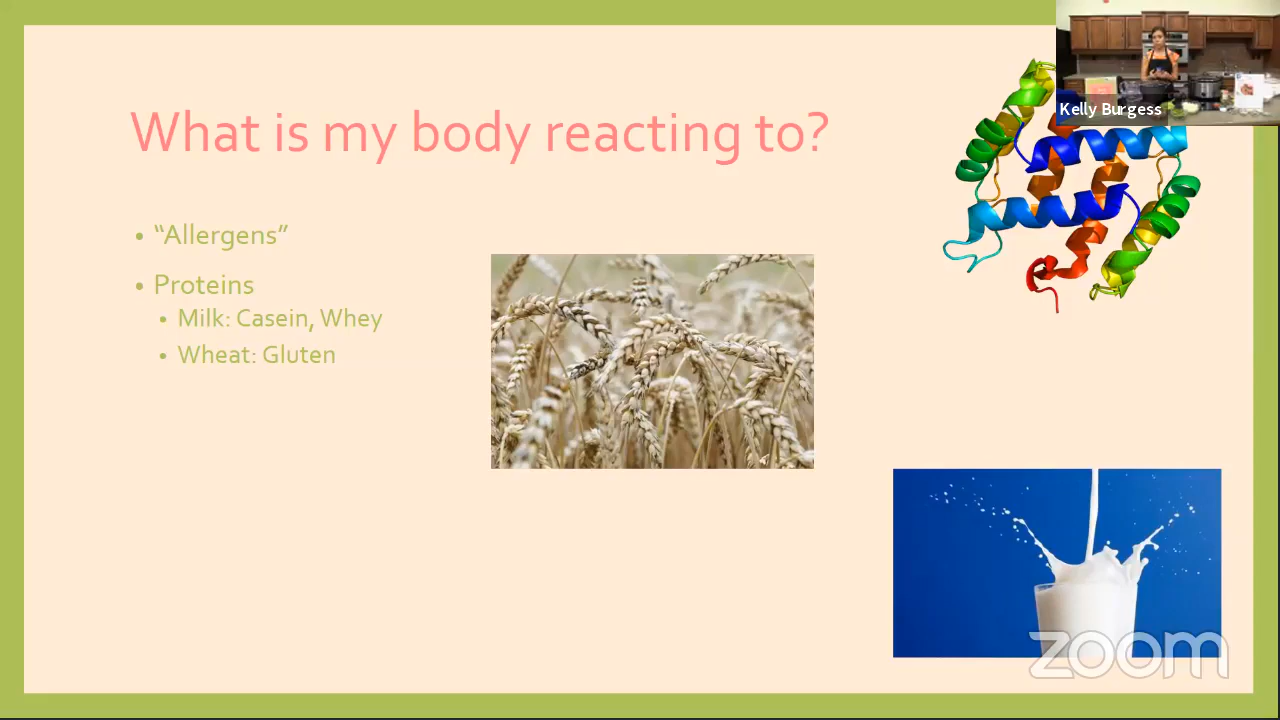 Kelly Burgess
What is my body reacting to?
• “Allergens”
• Proteins
• Milk: Casein, Whey
• Wheat: Gluten
zoom